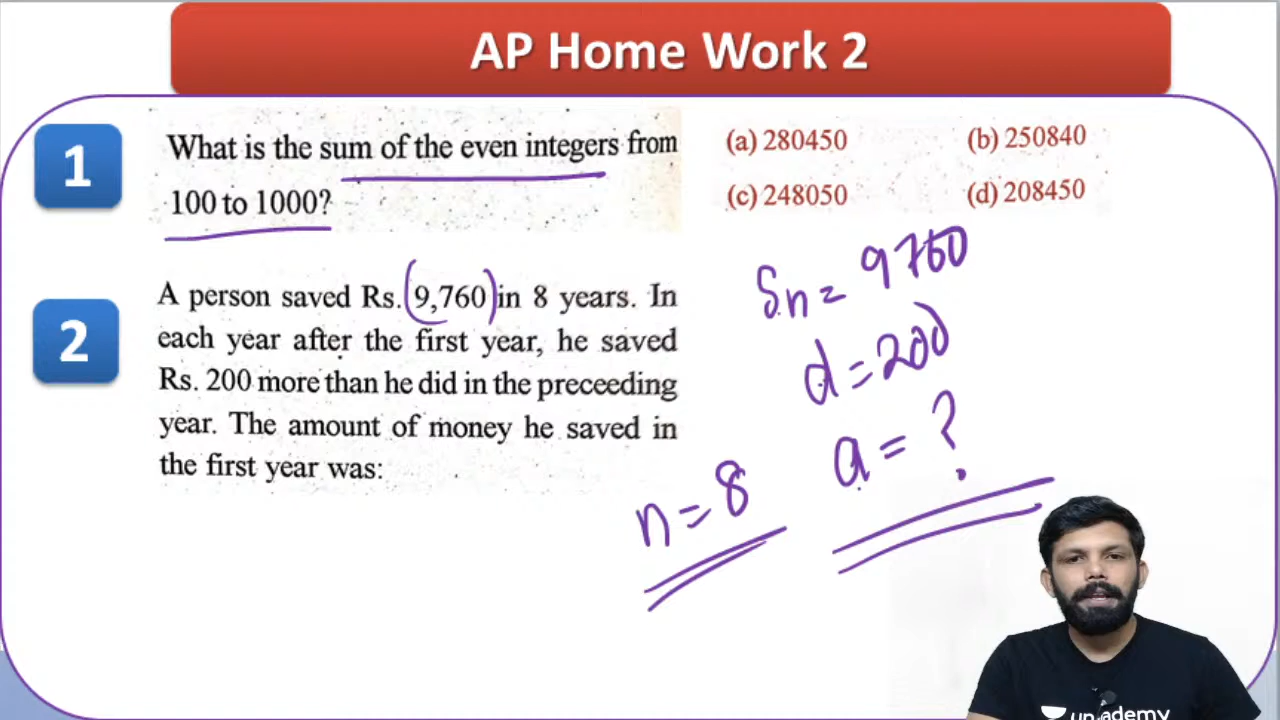 AP Home Work 2
1
What is the sum of the even integers from
100 to 1000?
(a) 280450
(b) 250840
(c) 248050
(d) 208450
2
A person saved Rs. 9,760 in 8 years. In
each year after the first year, he saved
Rs. 200 more than he did in the preceeding
year. The amount of money he saved in
the first year was:
Sn = 9760
d = 200
a = ?
n = 8
unacademy